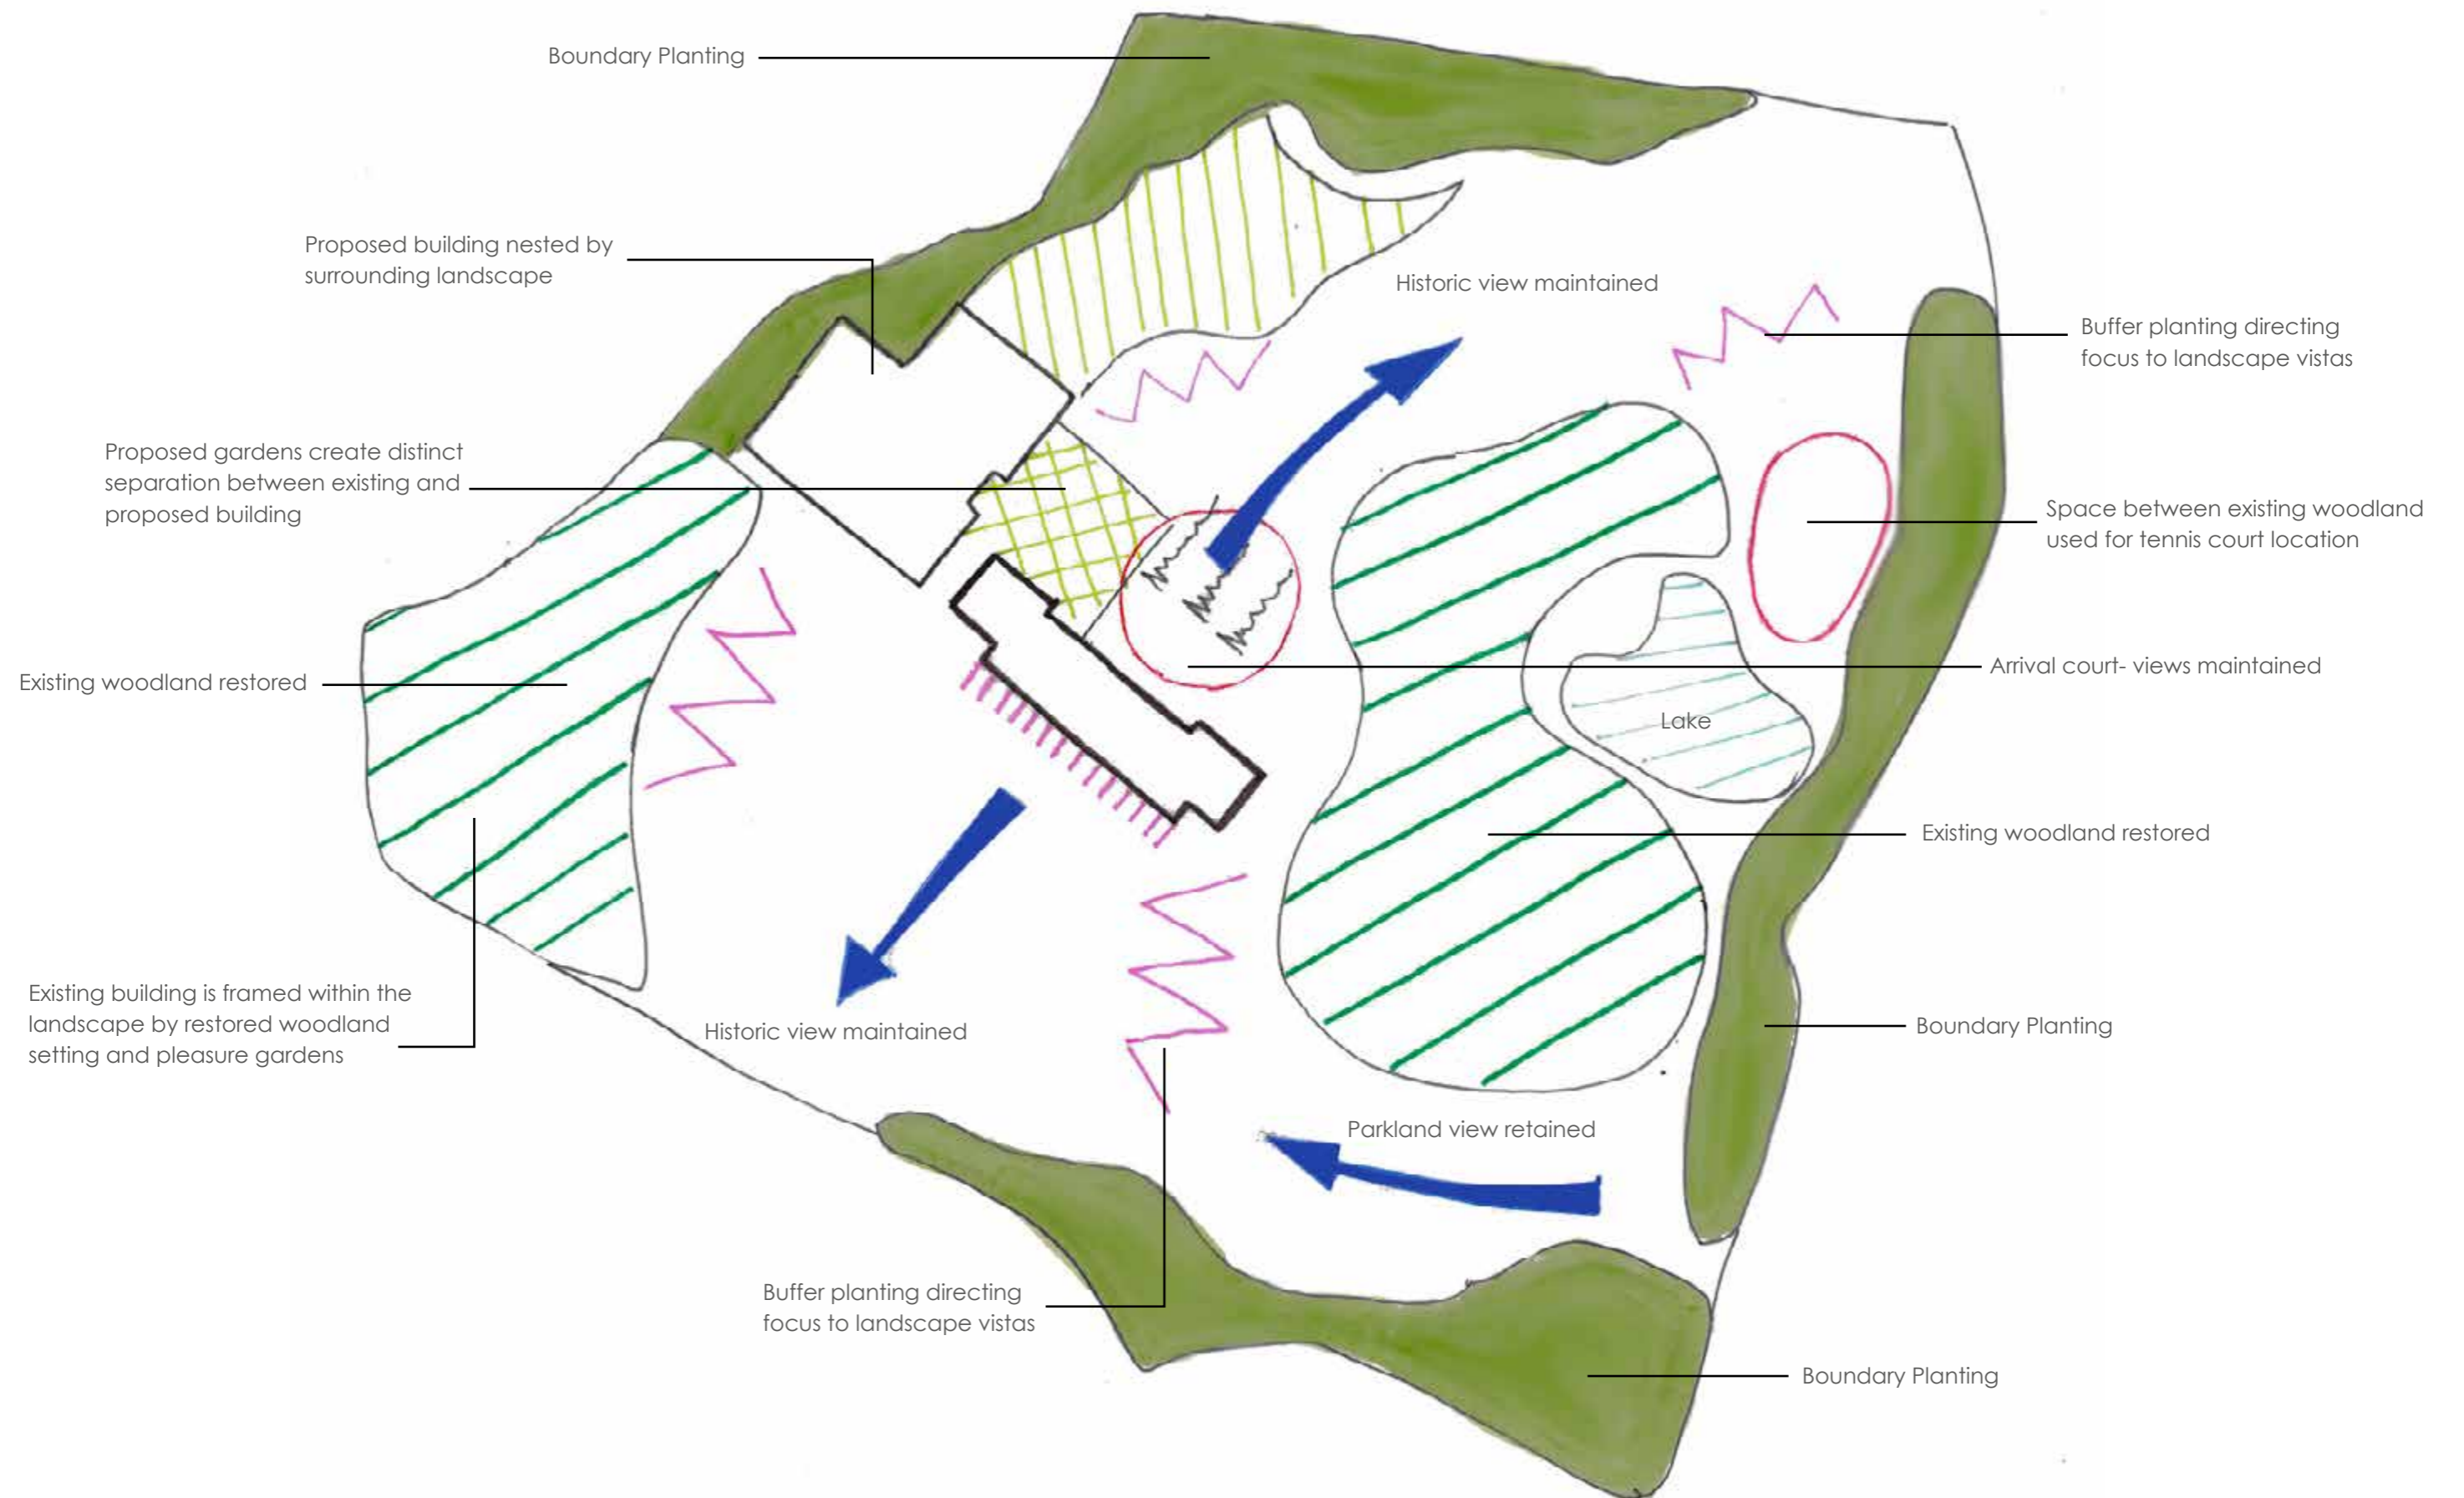 Boundary Planting
Proposed building nested by
surrounding landscape
Historic view maintained
Buffer planting directing
focus to landscape vistas
Proposed gardens create distinct
separation between existing and
proposed building
Space between existing woodland
used for tennis court location
Existing woodland restored
Arrival court- views maintained
Lake
Existing woodland restored
Existing building is framed within the
landscape by restored woodland
setting and pleasure gardens
Historic view maintained
Boundary Planting
Parkland view retained
Buffer planting directing
focus to landscape vistas
Boundary Planting